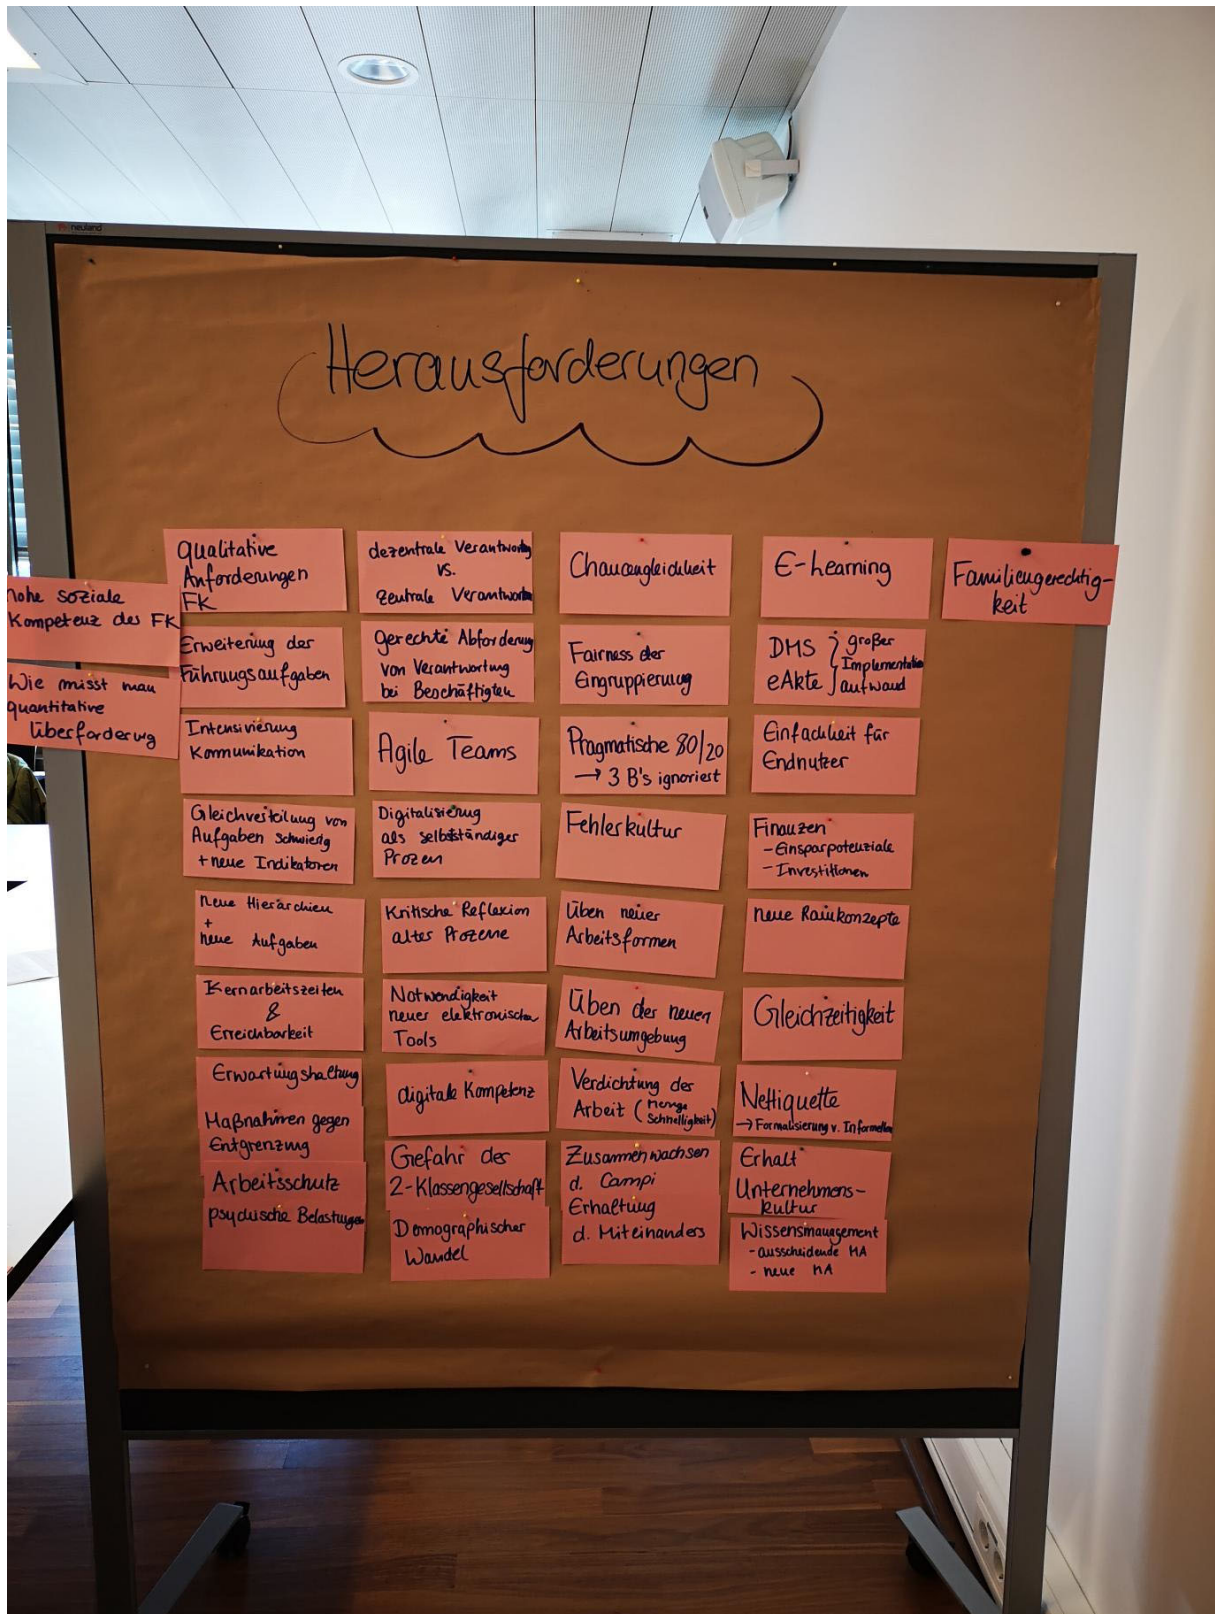 neuland
Herausforderungen
hohe soziale
Kompetenz des FK
Wie misst man
quantitative
Überforderung
qualitative
Anforderungen
FK
Erweiterung der
Führungsaufgaben
Intensivierung
Kommunikation
Gleichverteilung von
Aufgaben schwierig
+ neue Indikatoren
neue Hierarchien
+
neue Aufgaben
Kernarbeitszeiten
&
Erreichbarkeit
Erwartungshaltung
Maßnahmen gegen
Entgrenzung
Arbeitsschutz
psychische Belastungen
dezentrale Verantwortg
vs.
zentrale Verantwortg
gerechte Abforderung
von Verantwortung
bei Beschäftigten
Agile Teams
Digitalisierung
als selbstständiger
Prozess
Kritische Reflexion
alter Prozesse
Notwendigkeit
neuer elektronischer
Tools
digitale Kompetenz
Gefahr der
2-Klassengesellschaft
Demographischer
Wandel
Chancengleichheit
Fairness der
Eingruppierung
Pragmatische 80/20
→ 3 B's ignoriert
Fehlerkultur
Üben neuer
Arbeitsformen
Üben der neuen
Arbeitsumgebung
Verdichtung der
Arbeit (Menge
Schnelligkeit)
Zusammenwachsen
d. Campi
Erhaltung
d. Miteinanders
E-Learning
DMS } großer
Implementations
eAkte } aufwand
Einfachheit für
Endnutzer
Finanzen
- Einsparpotenziale
- Investitionen
neue Raumkonzepte
Gleichzeitigkeit
Nettiquette
→ Formalisierung v. Informellem
Erhalt
Unternehmens-
kultur
Wissensmanagement
- ausscheidende MA
- neue MA
Familiengerechtig-
keit